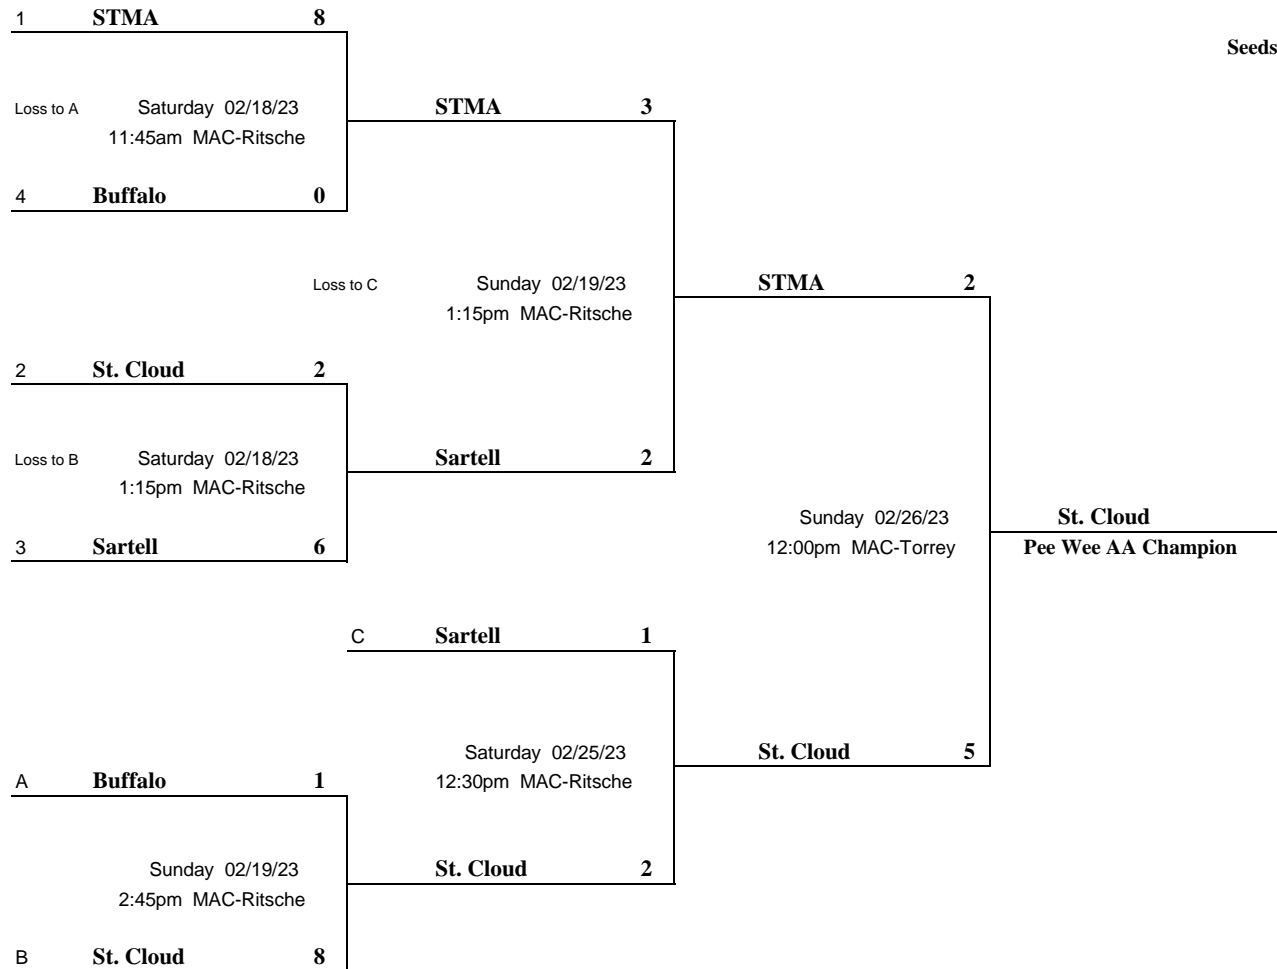 1 STMA 8
Seeds
Loss to A Saturday 02/18/23 STMA 3
11:45am MAC-Ritsche
4 Buffalo 0
Loss to C Sunday 02/19/23 STMA 2
1:15pm MAC-Ritsche
2 St. Cloud 2
Loss to B Saturday 02/18/23 Sartell 2
1:15pm MAC-Ritsche
Sunday 02/26/23 St. Cloud
3 Sartell 6 12:00pm MAC-Torrey Pee Wee AA Champion
C Sartell 1
Saturday 02/25/23 St. Cloud 5
A Buffalo 1 12:30pm MAC-Ritsche
Sunday 02/19/23 St. Cloud 2
2:45pm MAC-Ritsche
B St. Cloud 8